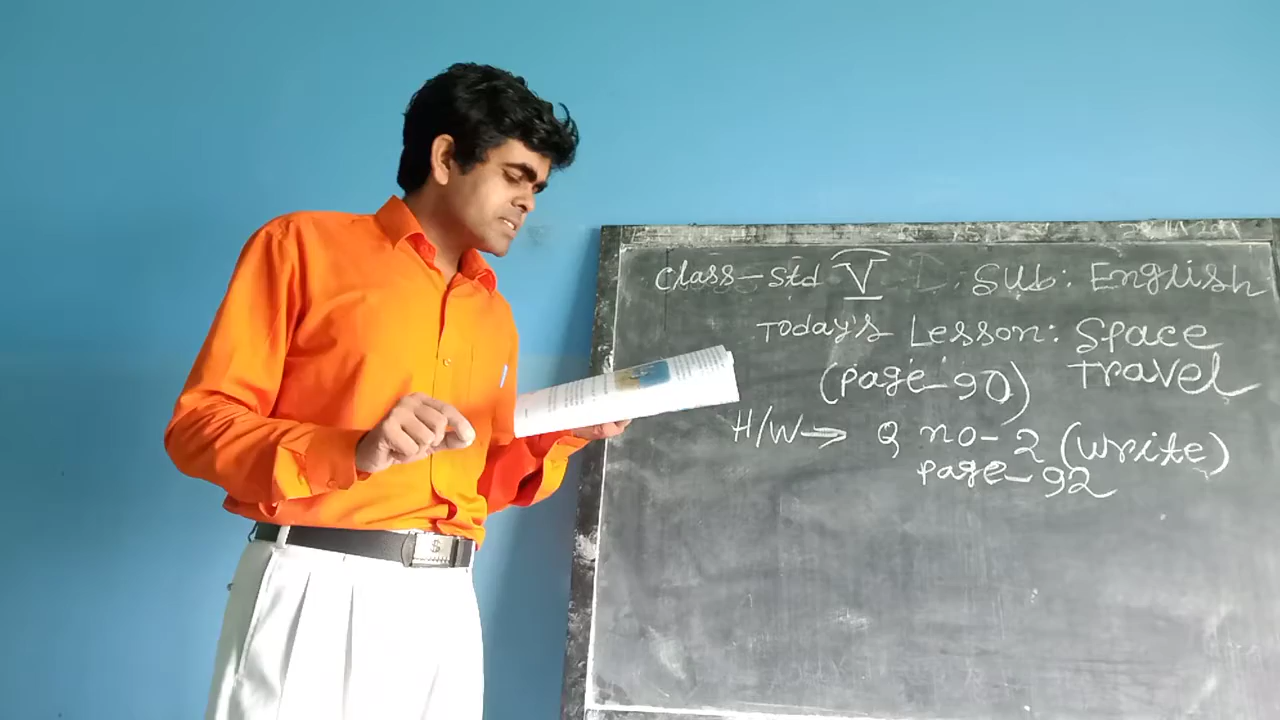 Class-Std V Sub: English
Today's Lesson: Space
(Page-90) Travel
H/W→ Q no-2 (Write)
Page-92